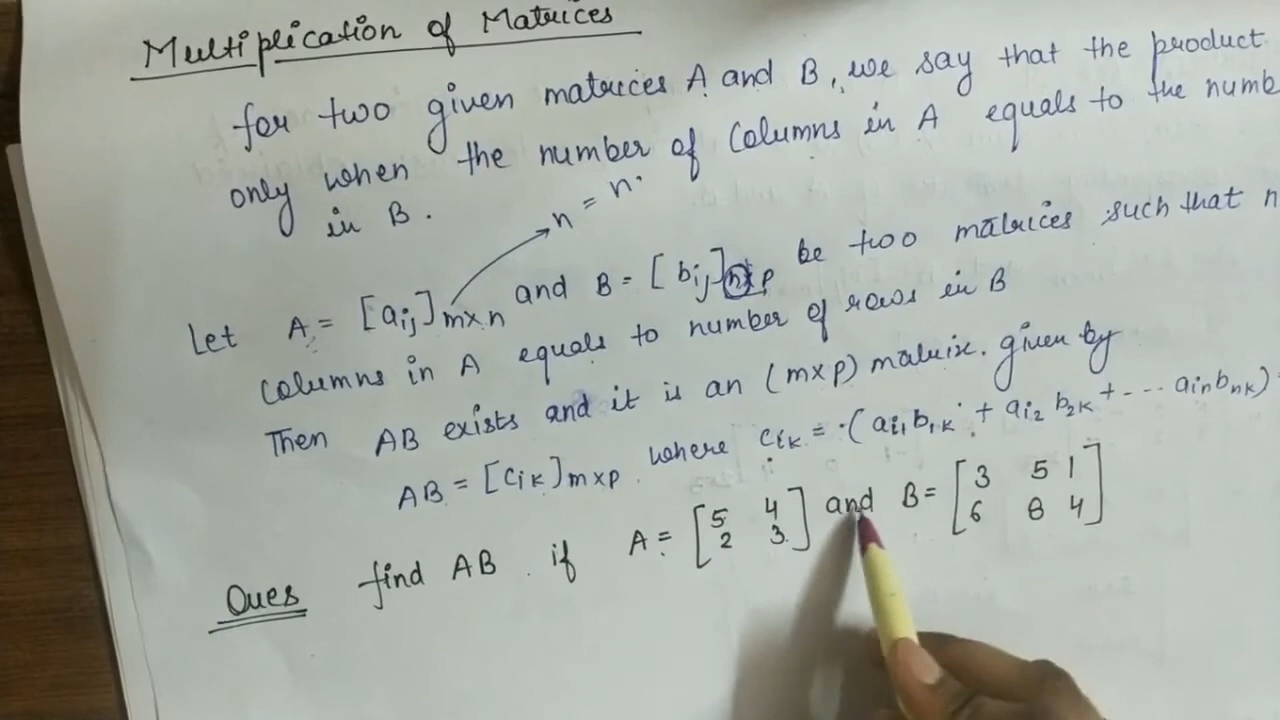 Multiplication of Matrices
for two given matrices A and B, we say that the product
only when the number of Columns in A equals to the numb
in B.
n = n.
Let A = [aij]m×n and B = [bij]n×p be two matrices such that n
columns in A equals to number of rows in B
Then AB exists and it is an (m×p) matrix. given by
AB = [cik]m×p where cik = (ai1b1k + ai2 b2k + --- ainbnk)
Ques find AB if A = [5 4 and B = [3 5 1
2 3] 6 8 4]